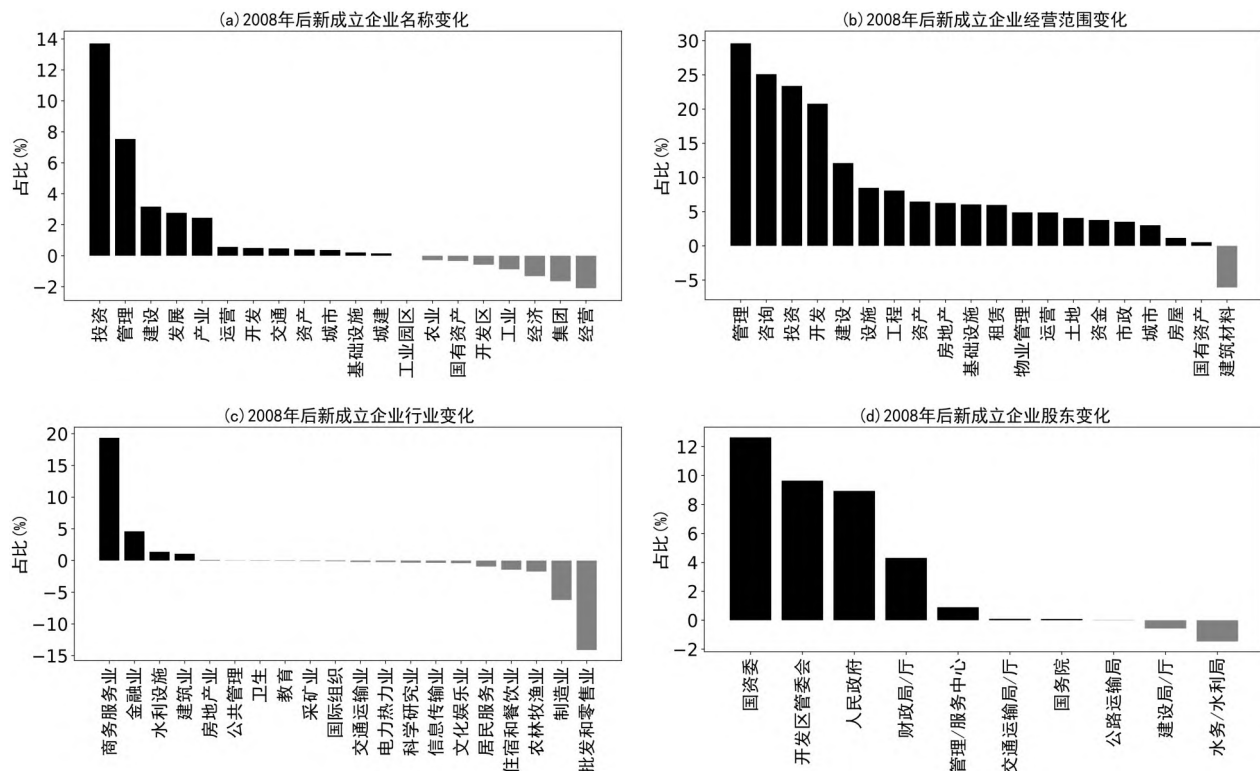 (a)2008年后新成立企业名称变化
占比(%)
14
12
10
8
6
4
2
0
−2
投资
管理
建设
发展
产业
运营
开发
交通
资产
城市
基础设施
城建
工业园区
农业
国有资产
开发区
工业
经济
集团
经营
(b)2008年后新成立企业经营范围变化
占比(%)
30
25
20
15
10
5
0
−5
管理
咨询
投资
开发
建设
设施
工程
资产
房地产
基础设施
租赁
物业管理
运营
土地
资金
市政
城市
房屋
国有资产
建筑材料
(c)2008年后新成立企业行业变化
占比(%)
20
15
10
5
0
−5
−10
−15
商务服务业
金融业
水利设施
建筑业
房地产业
公共管理
卫生
教育
采矿业
国际组织
交通运输业
电力热力业
科学研究业
信息传输业
文化娱乐业
居民服务业
住宿和餐饮业
农林牧渔业
制造业
批发和零售业
(d)2008年后新成立企业股东变化
占比(%)
12
10
8
6
4
2
0
−2
国资委
开发区管委会
人民政府
财政局/厅
管理/服务中心
交通运输局/厅
国务院
公路运输局
建设局/厅
水务/水利局